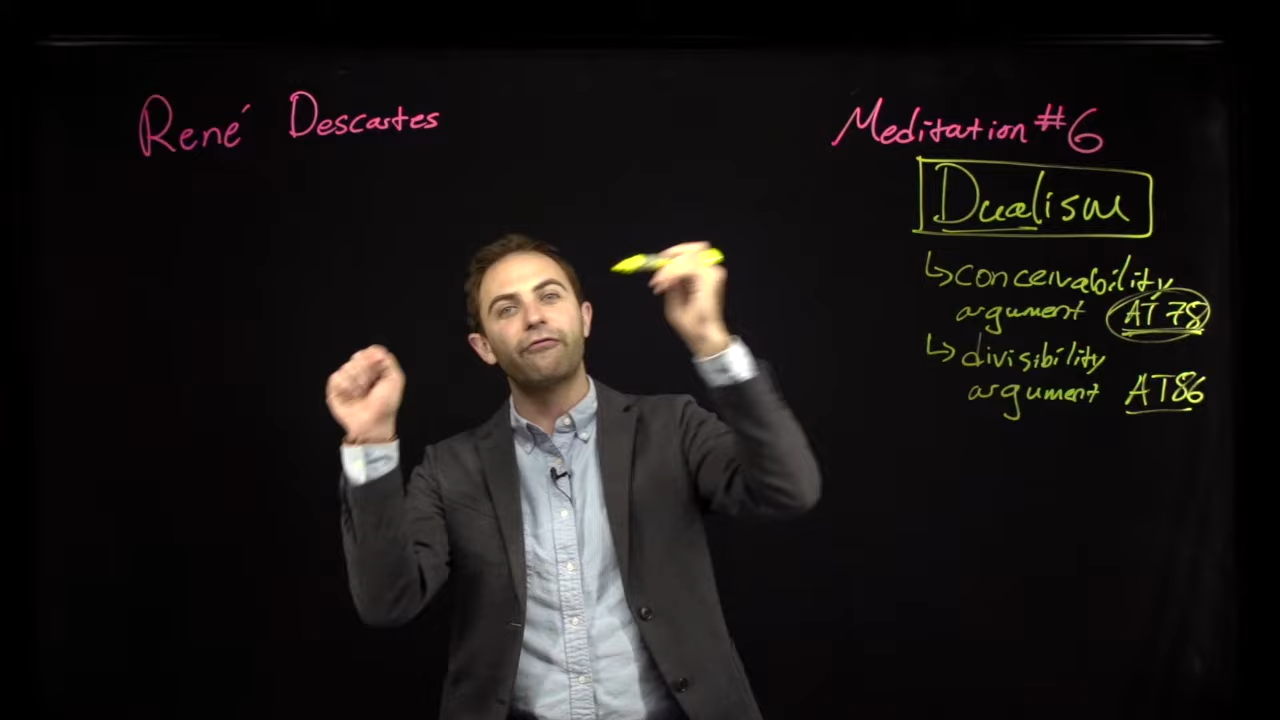 René Descartes
Meditation #6
Dualism
↳ conceivability
argument AT 78
↳ divisibility
argument AT86